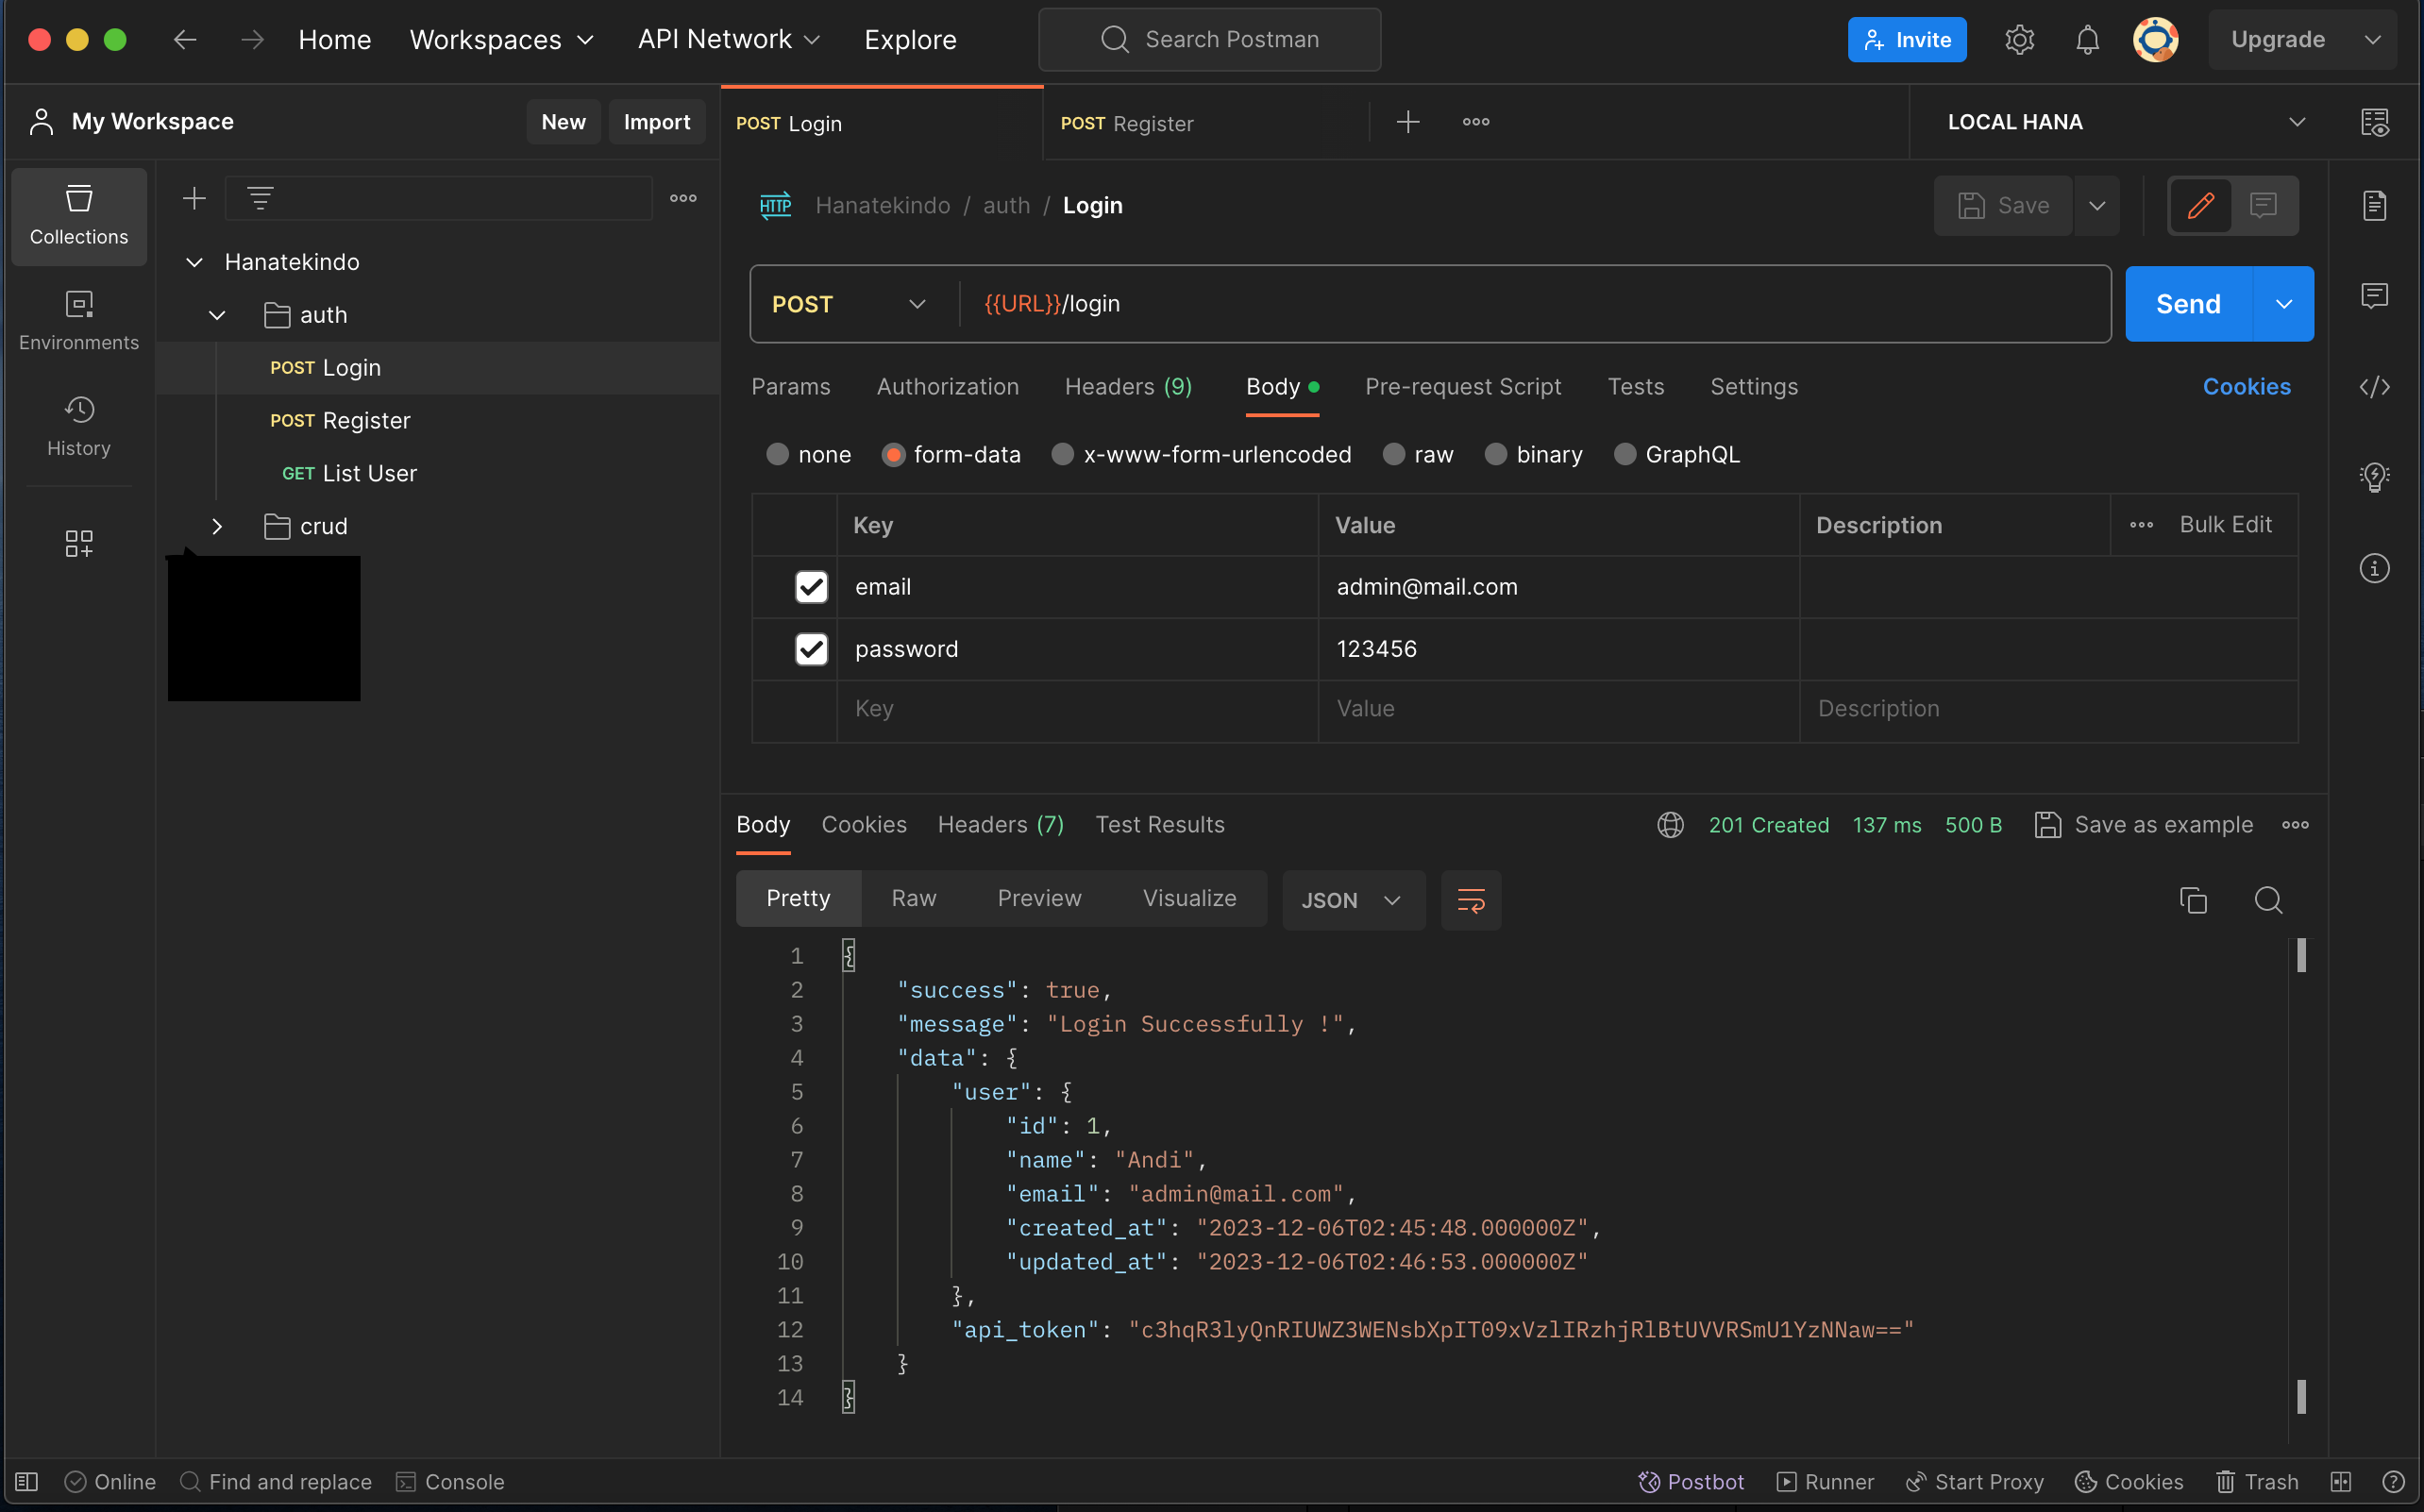 Home Workspaces API Network Explore Search Postman Invite Upgrade
My Workspace New Import
POST Login POST Register LOCAL HANA
Collections
Environments
History
Hanatekindo
auth
POST Login
POST Register
GET List User
crud
HTTP Hanatekindo / auth / Login Save
POST {{URL}}/login Send
Params Authorization Headers (9) Body Pre-request Script Tests Settings Cookies
none form-data x-www-form-urlencoded raw binary GraphQL
Key Value Description Bulk Edit
email admin@mail.com
password 123456
Key Value Description
Body Cookies Headers (7) Test Results 201 Created 137 ms 500 B Save as example
Pretty Raw Preview Visualize JSON
1 {
2 "success": true,
3 "message": "Login Successfully !",
4 "data": {
5 "user": {
6 "id": 1,
7 "name": "Andi",
8 "email": "admin@mail.com",
9 "created_at": "2023-12-06T02:45:48.000000Z",
10 "updated_at": "2023-12-06T02:46:53.000000Z"
11 },
12 "api_token": "c3hqR3lyQnRIUWZ3WENsbXpIT09xVzlIRzhjRlBtUVVRSmU1YzNNaw=="
13 }
14 }
Online Find and replace Console Postbot Runner Start Proxy Cookies Trash